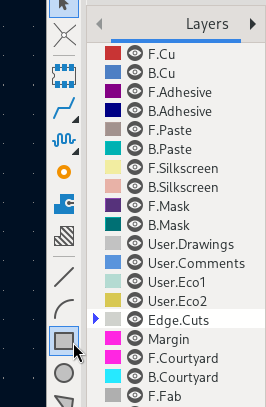 Layers
F.Cu
B.Cu
F.Adhesive
B.Adhesive
F.Paste
B.Paste
F.Silkscreen
B.Silkscreen
F.Mask
B.Mask
User.Drawings
User.Comments
User.Eco1
User.Eco2
Edge.Cuts
Margin
F.Courtyard
B.Courtyard
F.Fab